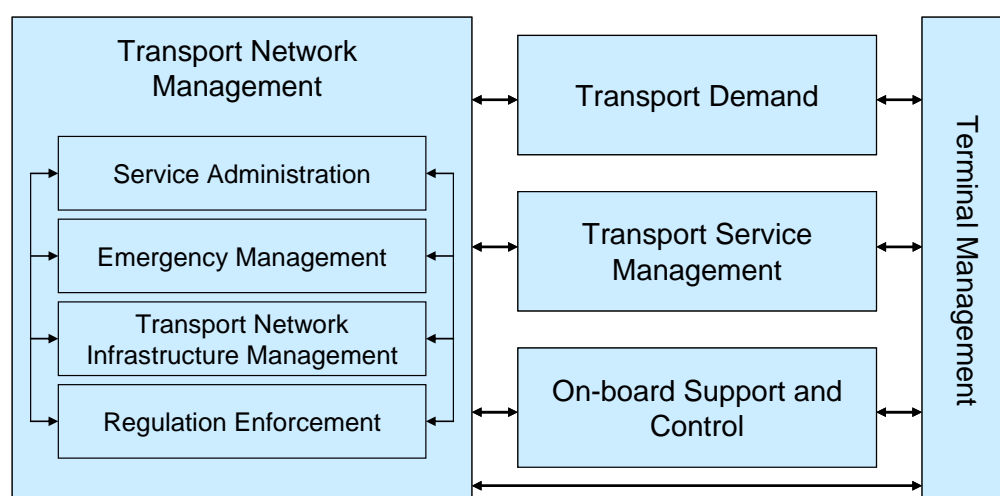 Transport Network
Management
Service Administration
Emergency Management
Transport Network
Infrastructure Management
Regulation Enforcement
Transport Demand
Transport Service
Management
On-board Support and
Control
Terminal Management